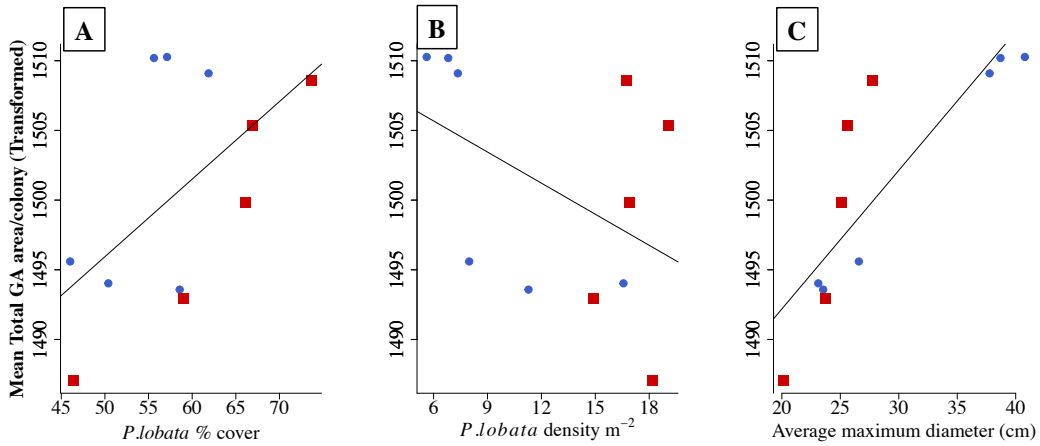 A
B
C
Mean Total GA area/colony (Transformed)
1510
1505
1500
1495
1490
45 50 55 60 65 70
P.lobata % cover
1510
1505
1500
1495
1490
6 9 12 15 18
P.lobata density m⁻²
1510
1505
1500
1495
1490
20 25 30 35 40
Average maximum diameter (cm)